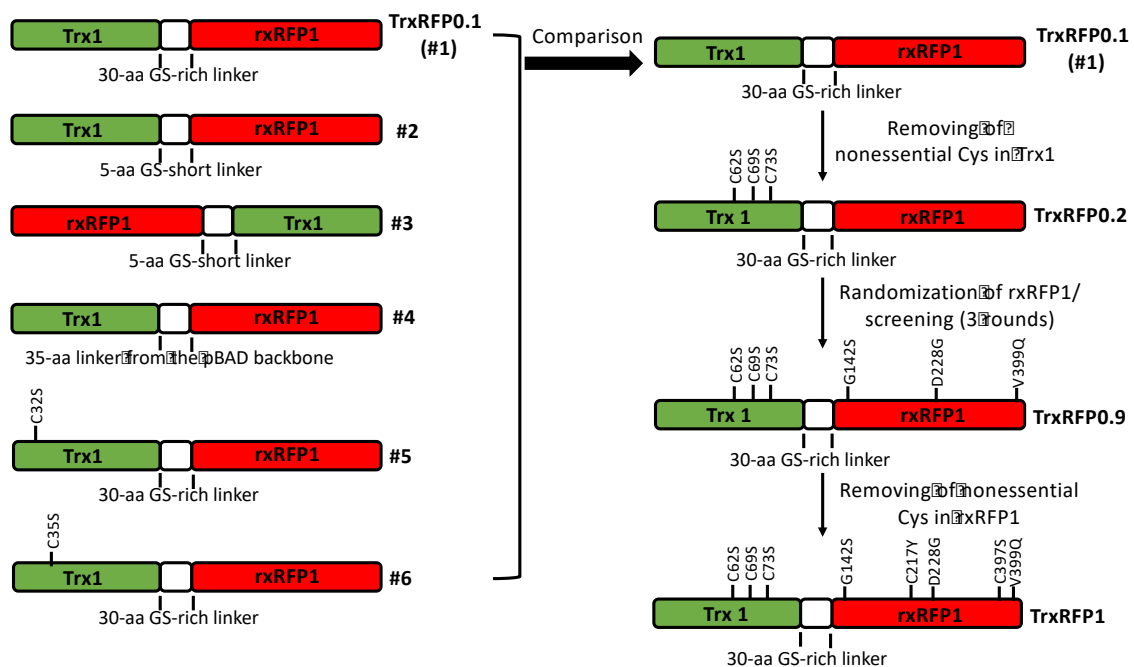 Trx1
rxRFP1
TrxRFP0.1
(#1)
30-aa GS-rich linker
Trx1
rxRFP1
#2
5-aa GS-short linker
rxRFP1
Trx1
#3
5-aa GS-short linker
Trx1
rxRFP1
#4
35-aa linker from the pBAD backbone
C32S
Trx1
rxRFP1
#5
30-aa GS-rich linker
C35S
Trx1
rxRFP1
#6
30-aa GS-rich linker
Comparison
Trx1
rxRFP1
TrxRFP0.1
(#1)
30-aa GS-rich linker
Removing of
nonessential Cys in Trx1
C62S
C69S
C73S
Trx 1
rxRFP1
TrxRFP0.2
30-aa GS-rich linker
Randomization of rxRFP1/
screening (3 rounds)
C62S
C69S
C73S
G142S
D228G
V399Q
Trx 1
rxRFP1
TrxRFP0.9
30-aa GS-rich linker
Removing of nonessential
Cys in rxRFP1
C62S
C69S
C73S
G142S
C217Y
D228G
C397S
V399Q
Trx 1
rxRFP1
TrxRFP1
30-aa GS-rich linker